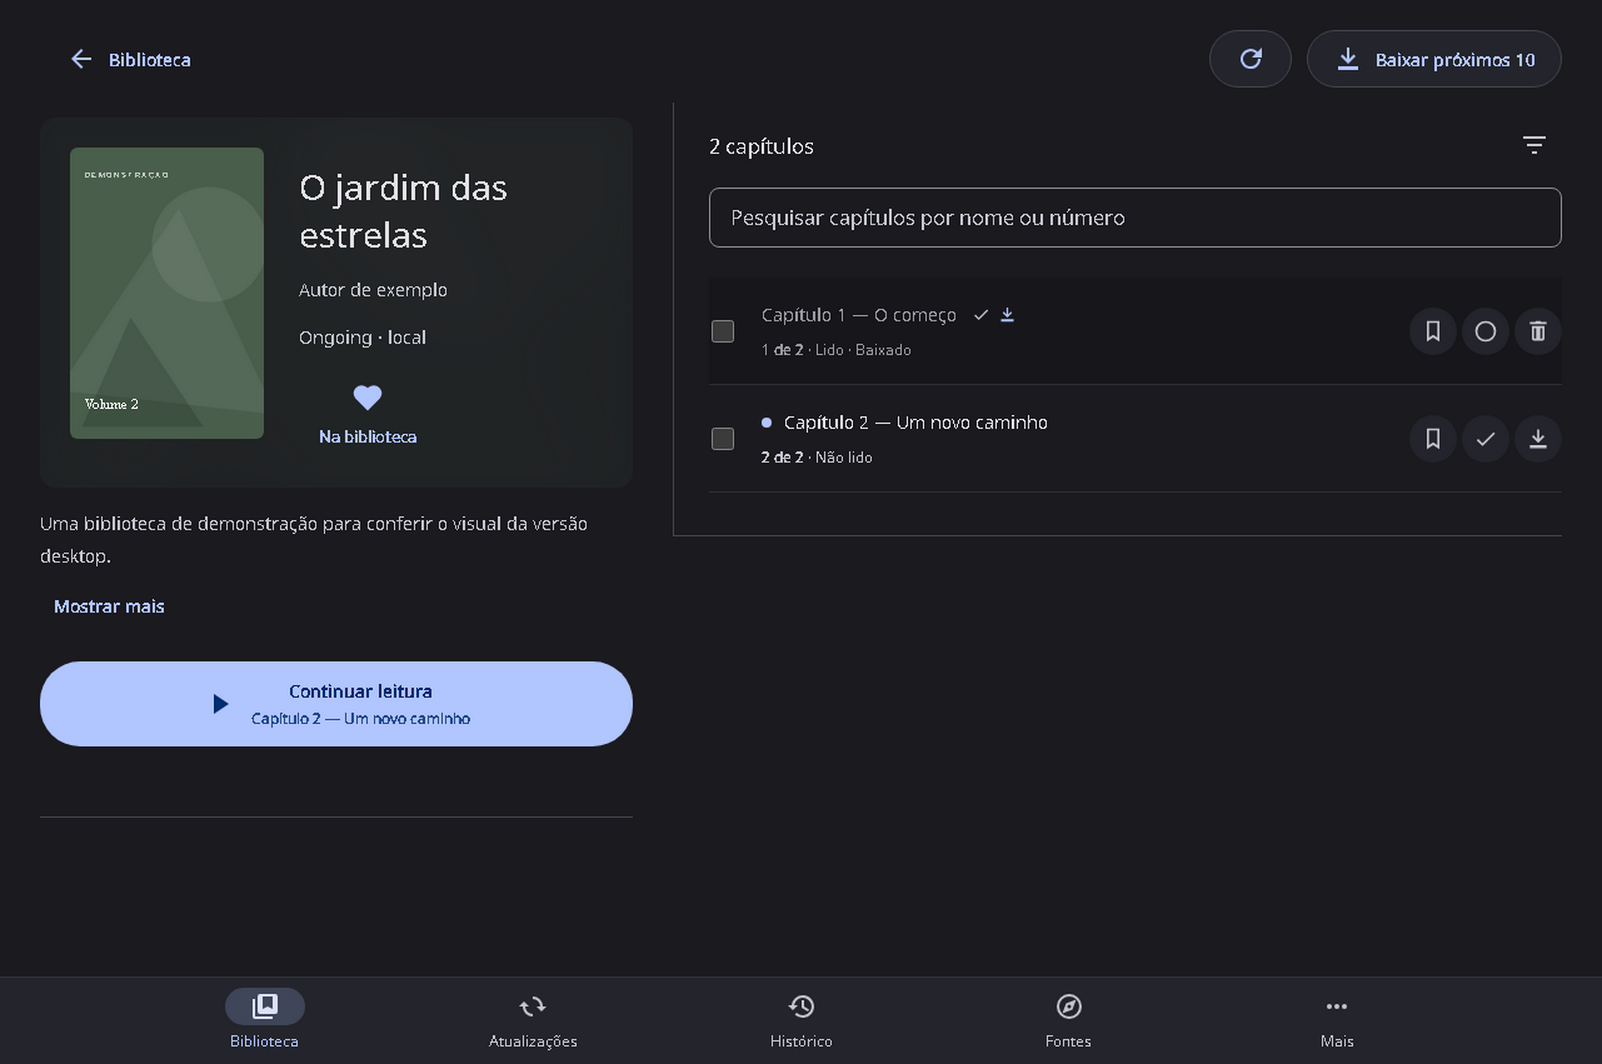 Biblioteca
Baixar próximos 10
DEMONSTRAÇÃO
Volume 2
O jardim das
estrelas
Autor de exemplo
Ongoing · local
Na biblioteca
Uma biblioteca de demonstração para conferir o visual da versão
desktop.
Mostrar mais
Continuar leitura
Capítulo 2 — Um novo caminho
2 capítulos
Pesquisar capítulos por nome ou número
Capítulo 1 — O começo
1 de 2 · Lido · Baixado
Capítulo 2 — Um novo caminho
2 de 2 · Não lido
Biblioteca
Atualizações
Histórico
Fontes
Mais